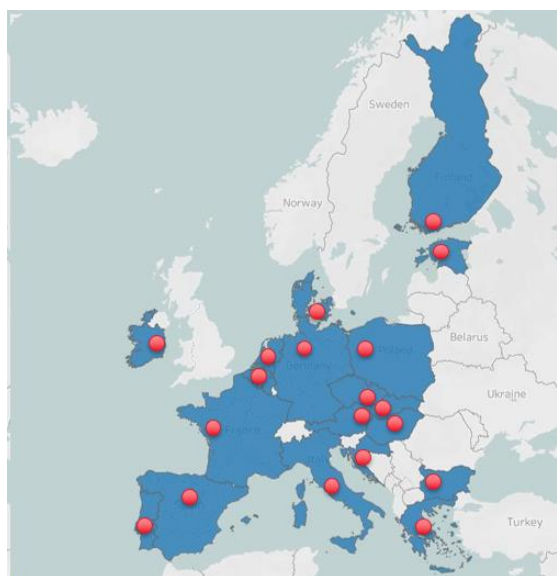 Sweden
Finland
Norway
Belarus
Poland
Germany
Ukraine
France
Turkey